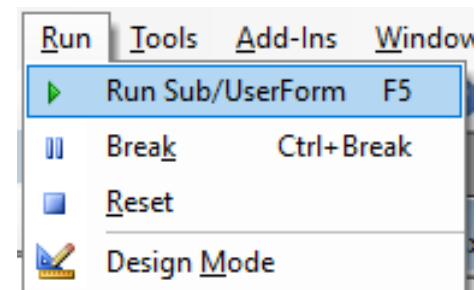 Run Tools Add-Ins Window
Run Sub/UserForm F5
Break Ctrl+Break
Reset
Design Mode